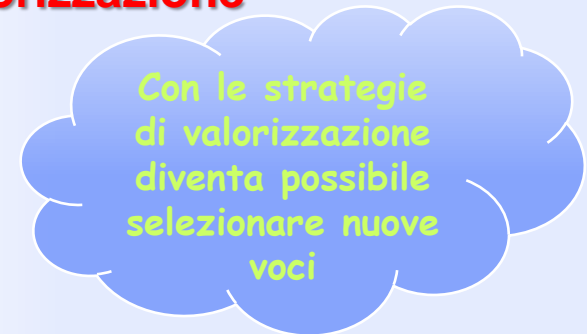 Con le strategie
di valorizzazione
diventa possibile
selezionare nuove
voci